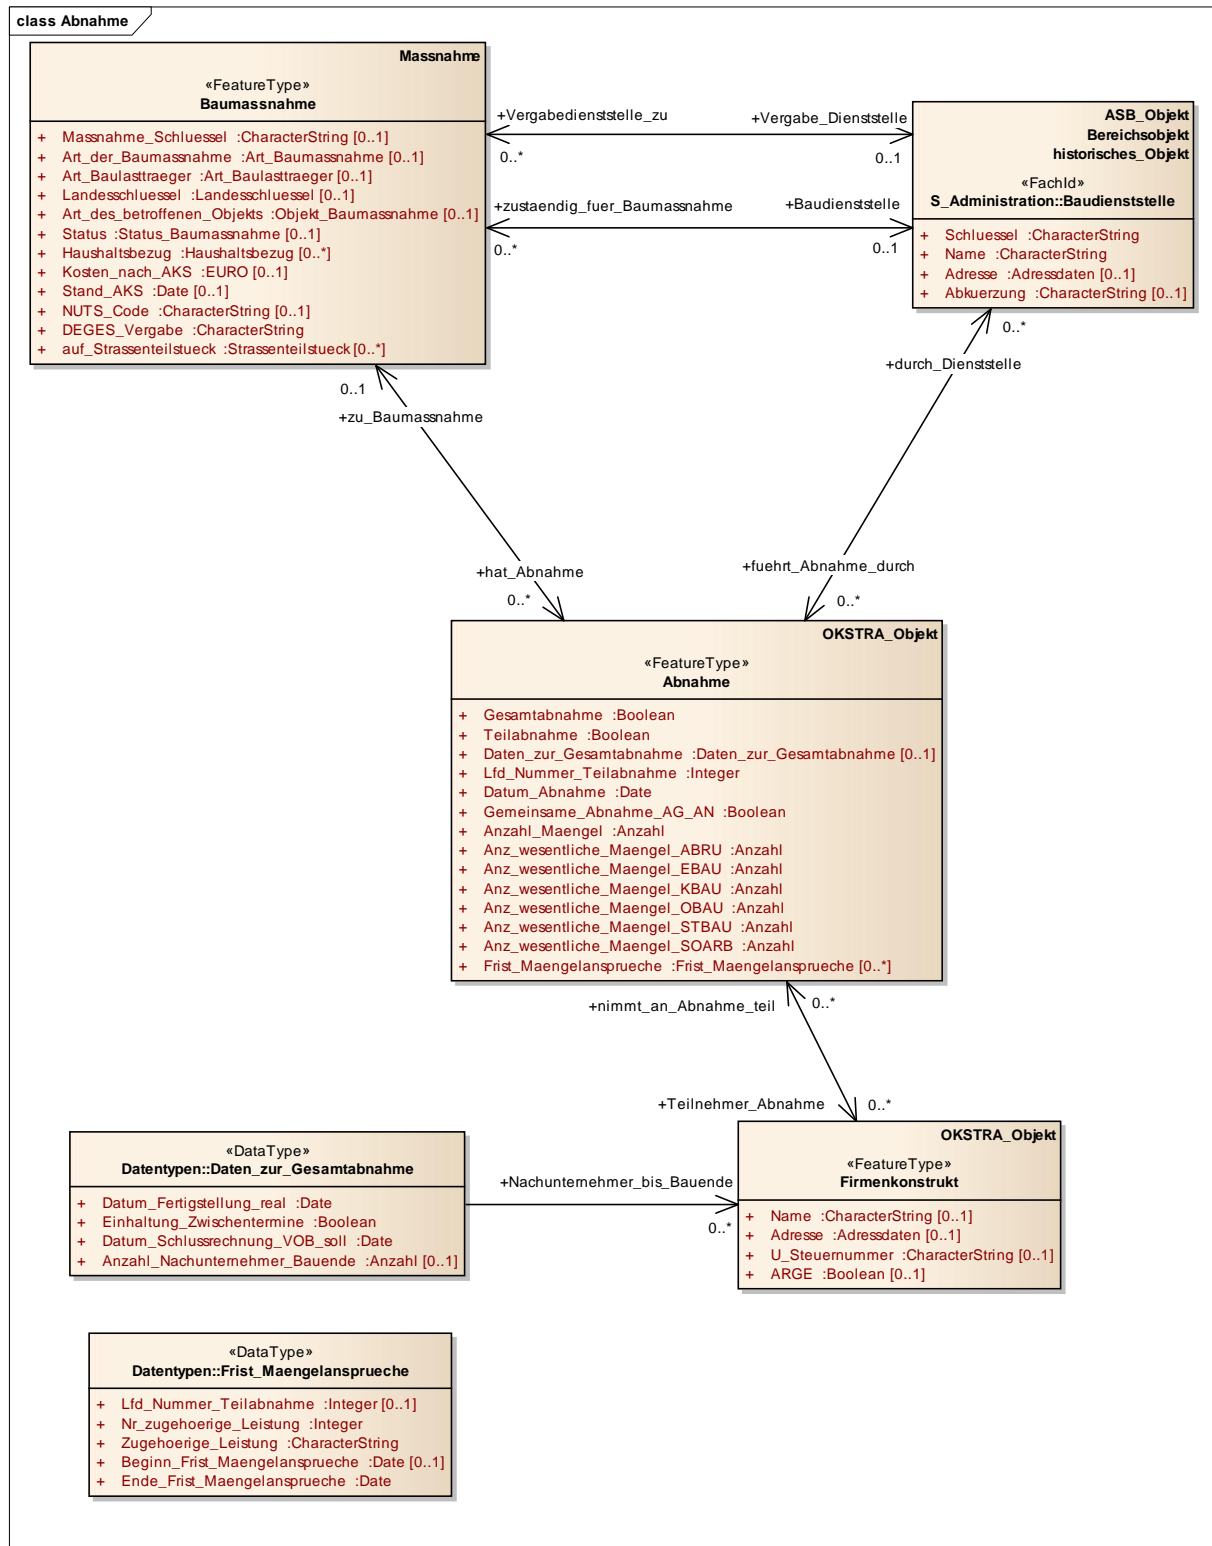 class Abnahme
Massnahme
«FeatureType»
Baumassnahme
+ Massnahme_Schluessel :CharacterString [0..1]
+ Art_der_Baumassnahme :Art_Baumassnahme [0..1]
+ Art_Baulasttraeger :Art_Baulasttraeger [0..1]
+ Landesschluessel :Landesschluessel [0..1]
+ Art_des_betroffenen_Objekts :Objekt_Baumassnahme [0..1]
+ Status :Status_Baumassnahme [0..1]
+ Haushaltsbezug :Haushaltsbezug [0..*]
+ Kosten_nach_AKS :EURO [0..1]
+ Stand_AKS :Date [0..1]
+ NUTS_Code :CharacterString [0..1]
+ DEGES_Vergabe :CharacterString
+ auf_Strassenteilstueck :Strassenteilstueck [0..*]
+Vergabedienststelle_zu
0..*
+Vergabe_Dienststelle
0..1
+zustaendig_fuer_Baumassnahme
0..*
+Baudienststelle
0..1
ASB_Objekt
Bereichsobjekt
historisches_Objekt
«FachId»
S_Administration::Baudienststelle
+ Schluessel :CharacterString
+ Name :CharacterString
+ Adresse :Adressdaten [0..1]
+ Abkuerzung :CharacterString [0..1]
0..*
+durch_Dienststelle
0..1
+zu_Baumassnahme
+hat_Abnahme
0..*
+fuehrt_Abnahme_durch
0..*
OKSTRA_Objekt
«FeatureType»
Abnahme
+ Gesamtabnahme :Boolean
+ Teilabnahme :Boolean
+ Daten_zur_Gesamtabnahme :Daten_zur_Gesamtabnahme [0..1]
+ Lfd_Nummer_Teilabnahme :Integer
+ Datum_Abnahme :Date
+ Gemeinsame_Abnahme_AG_AN :Boolean
+ Anzahl_Maengel :Anzahl
+ Anz_wesentliche_Maengel_ABRU :Anzahl
+ Anz_wesentliche_Maengel_EBAU :Anzahl
+ Anz_wesentliche_Maengel_KBAU :Anzahl
+ Anz_wesentliche_Maengel_OBAU :Anzahl
+ Anz_wesentliche_Maengel_STBAU :Anzahl
+ Anz_wesentliche_Maengel_SOARB :Anzahl
+ Frist_Maengelansprueche :Frist_Maengelansprueche [0..*]
+nimmt_an_Abnahme_teil
0..*
+Teilnehmer_Abnahme
0..*
«DataType»
Datentypen::Daten_zur_Gesamtabnahme
+ Datum_Fertigstellung_real :Date
+ Einhaltung_Zwischentermine :Boolean
+ Datum_Schlussrechnung_VOB_soll :Date
+ Anzahl_Nachunternehmer_Bauende :Anzahl [0..1]
+Nachunternehmer_bis_Bauende
0..*
OKSTRA_Objekt
«FeatureType»
Firmenkonstrukt
+ Name :CharacterString [0..1]
+ Adresse :Adressdaten [0..1]
+ U_Steuernummer :CharacterString [0..1]
+ ARGE :Boolean [0..1]
«DataType»
Datentypen::Frist_Maengelansprueche
+ Lfd_Nummer_Teilabnahme :Integer [0..1]
+ Nr_zugehoerige_Leistung :Integer
+ Zugehoerige_Leistung :CharacterString
+ Beginn_Frist_Maengelansprueche :Date [0..1]
+ Ende_Frist_Maengelansprueche :Date